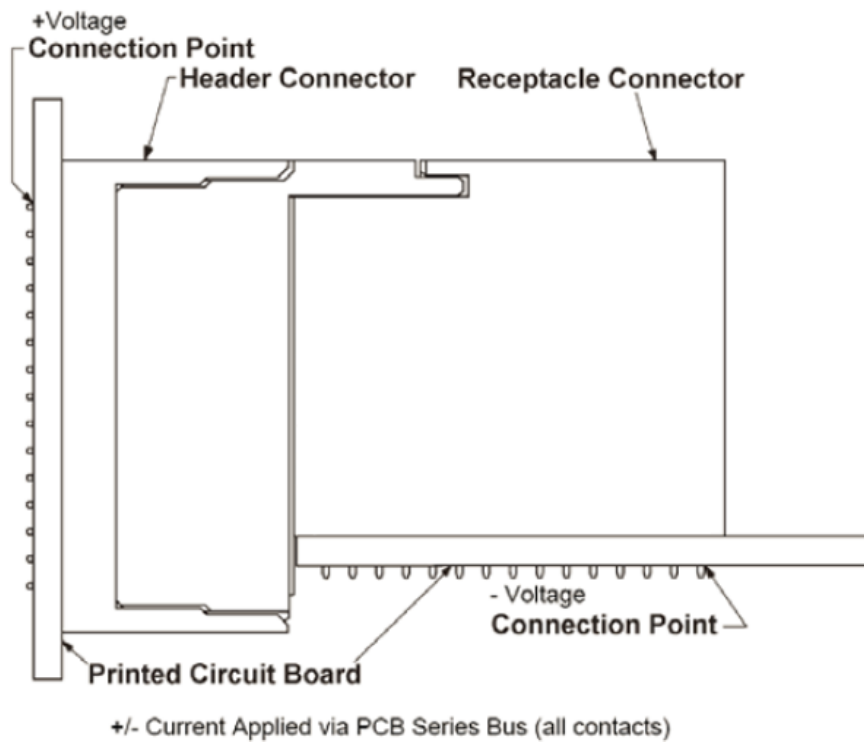 +Voltage
Connection Point
Header Connector
Receptacle Connector
- Voltage
Connection Point
Printed Circuit Board
+/- Current Applied via PCB Series Bus (all contacts)